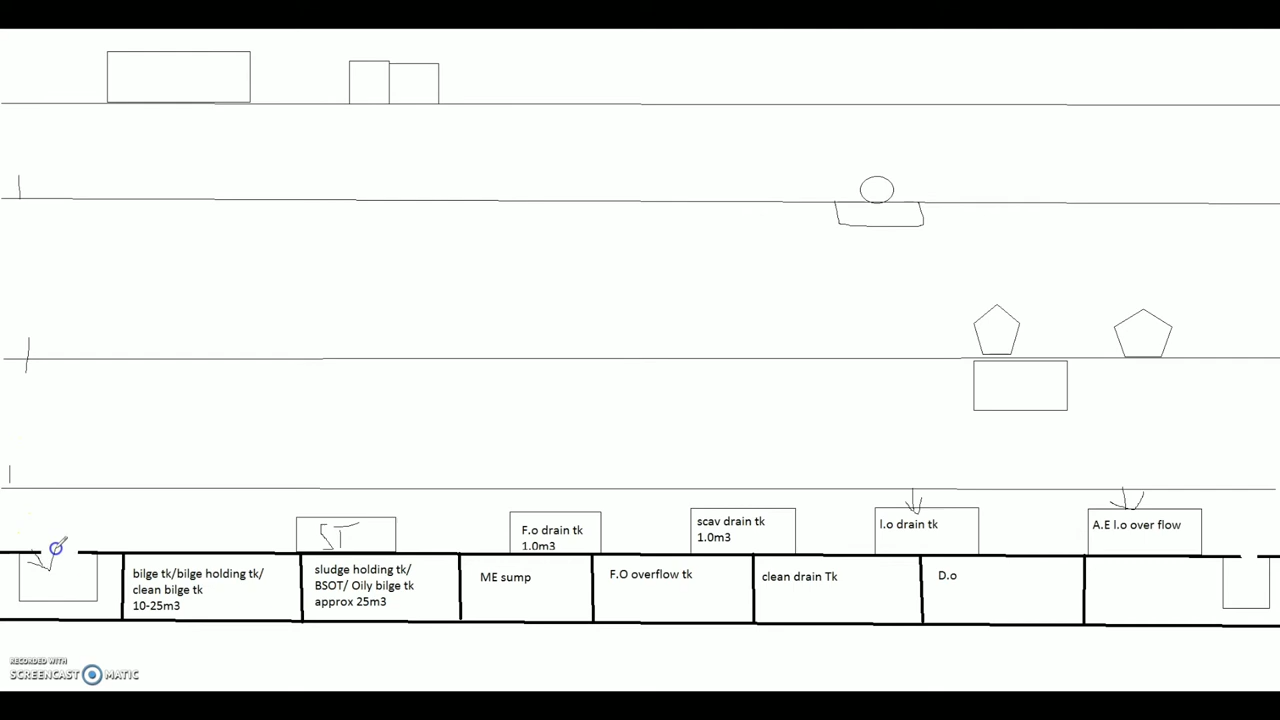 ST
F.o drain tk
1.0m3
scav drain tk
1.0m3
l.o drain tk
A.E l.o over flow
bilge tk/bilge holding tk/
clean bilge tk
10-25m3
sludge holding tk/
BSOT/ Oily bilge tk
approx 25m3
ME sump
F.O overflow tk
clean drain Tk
D.o
RECORDED WITH
SCREENCAST MATIC